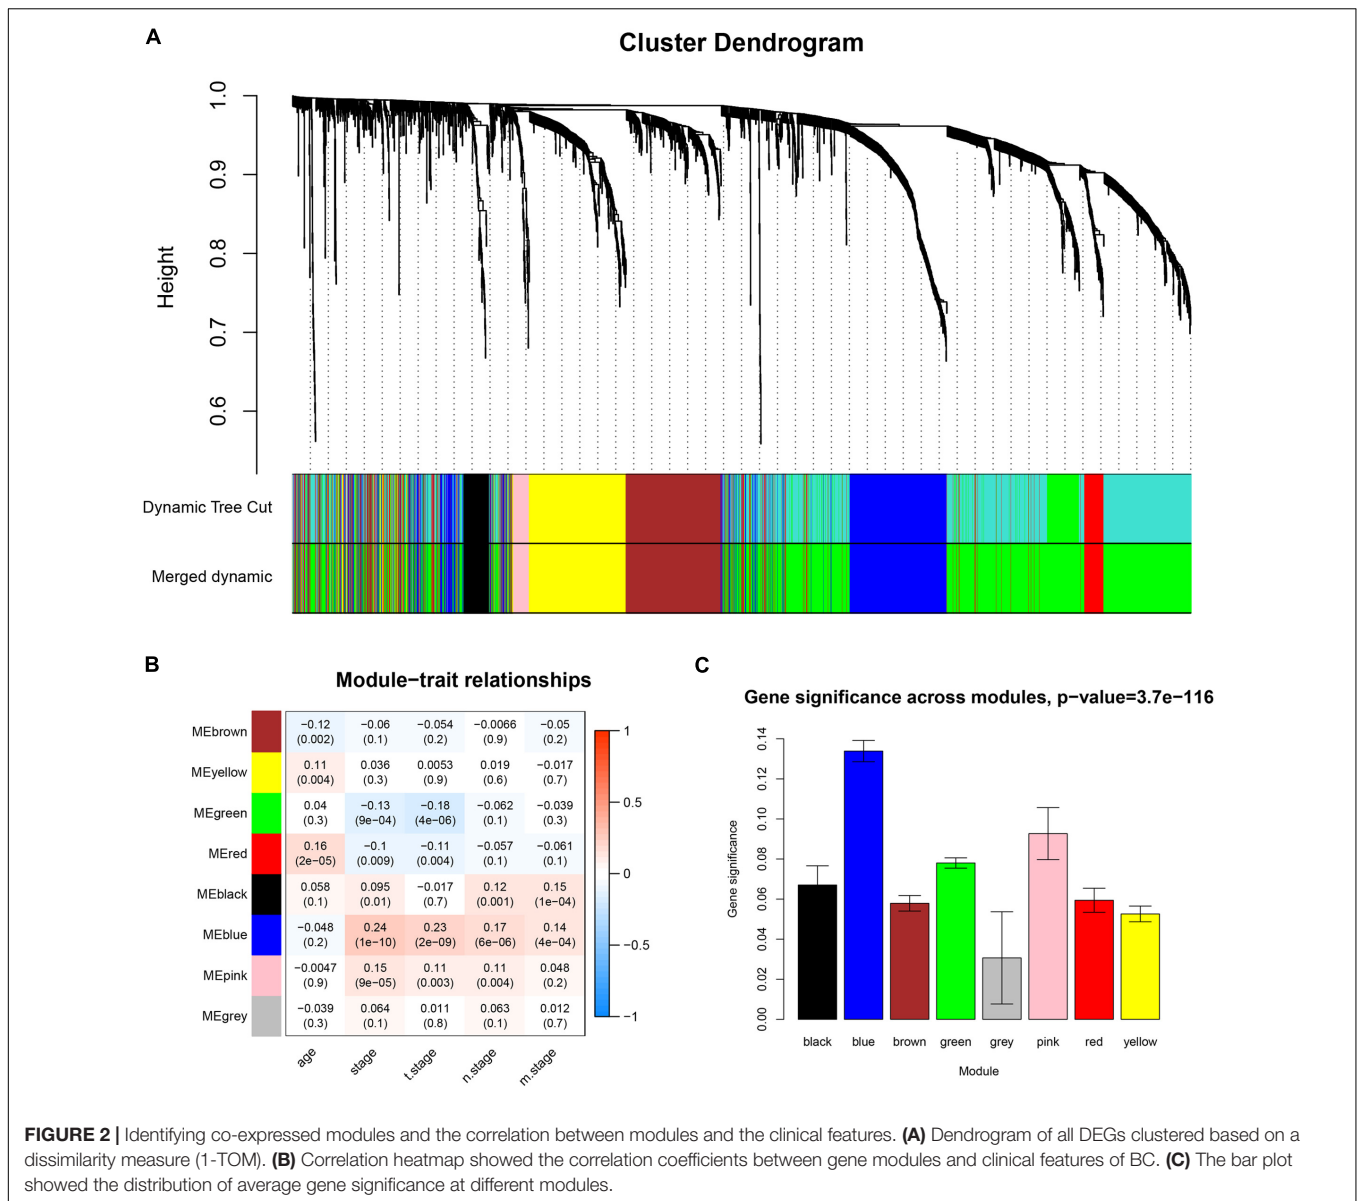 A
Cluster Dendrogram
Height
1.0
0.9
0.8
0.7
0.6
Dynamic Tree Cut
Merged dynamic
B
Module−trait relationships
MEbrown −0.12 −0.06 −0.054 −0.0066 −0.05
(0.002) (0.1) (0.2) (0.9) (0.2)
MEyellow 0.11 0.036 0.0053 0.019 −0.017
(0.004) (0.3) (0.9) (0.6) (0.7)
MEgreen 0.04 −0.13 −0.18 −0.062 −0.039
(0.3) (9e−04) (4e−06) (0.1) (0.3)
MEred 0.16 −0.1 −0.11 −0.057 −0.061
(2e−05) (0.009) (0.004) (0.1) (0.1)
MEblack 0.058 0.095 −0.017 0.12 0.15
(0.1) (0.01) (0.7) (0.001) (1e−04)
MEblue −0.048 0.24 0.23 0.17 0.14
(0.2) (1e−10) (2e−09) (6e−06) (4e−04)
MEpink −0.0047 0.15 0.11 0.11 0.048
(0.9) (9e−05) (0.003) (0.004) (0.2)
MEgrey −0.039 0.064 0.011 0.063 0.012
(0.3) (0.1) (0.8) (0.1) (0.7)
age stage t.stage n.stage m.stage
1
0.5
0
−0.5
−1
C
Gene significance across modules, p−value=3.7e−116
Gene significance
0.14
0.12
0.10
0.08
0.06
0.04
0.02
0.00
black blue brown green grey pink red yellow
Module
FIGURE 2 | Identifying co-expressed modules and the correlation between modules and the clinical features. (A) Dendrogram of all DEGs clustered based on a
dissimilarity measure (1-TOM). (B) Correlation heatmap showed the correlation coefficients between gene modules and clinical features of BC. (C) The bar plot
showed the distribution of average gene significance at different modules.